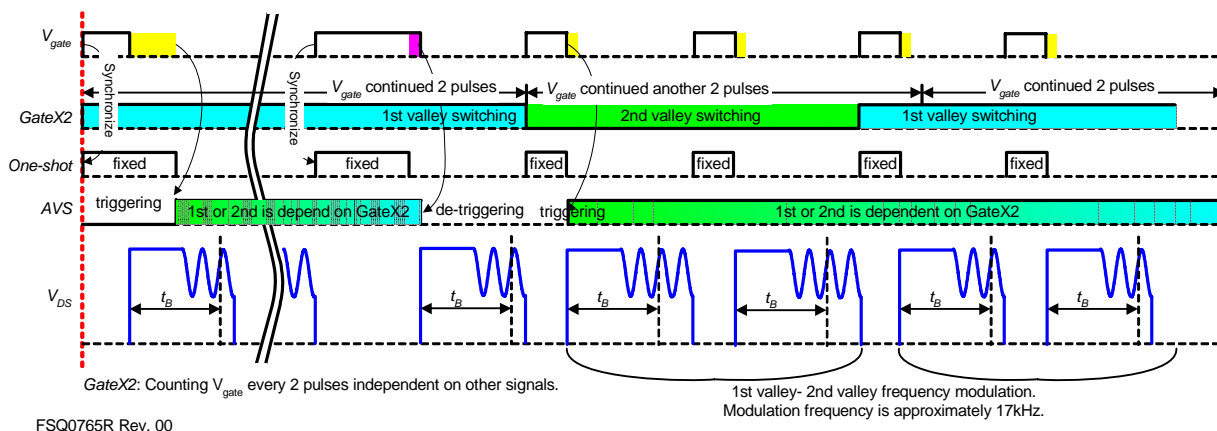 Vgate
Synchronize
Synchronize
Vgate continued 2 pulses
Vgate continued another 2 pulses
Vgate continued 2 pulses
GateX2
1st valley switching
2nd valley switching
1st valley switching
One-shot
fixed
fixed
fixed
fixed
fixed
fixed
AVS
triggering
1st or 2nd is depend on GateX2
de-triggering
triggering
1st or 2nd is dependent on GateX2
VDS
tB
tB
tB
tB
tB
tB
GateX2: Counting Vgate every 2 pulses independent on other signals.
1st valley- 2nd valley frequency modulation.
Modulation frequency is approximately 17kHz.
FSQ0765R Rev. 00